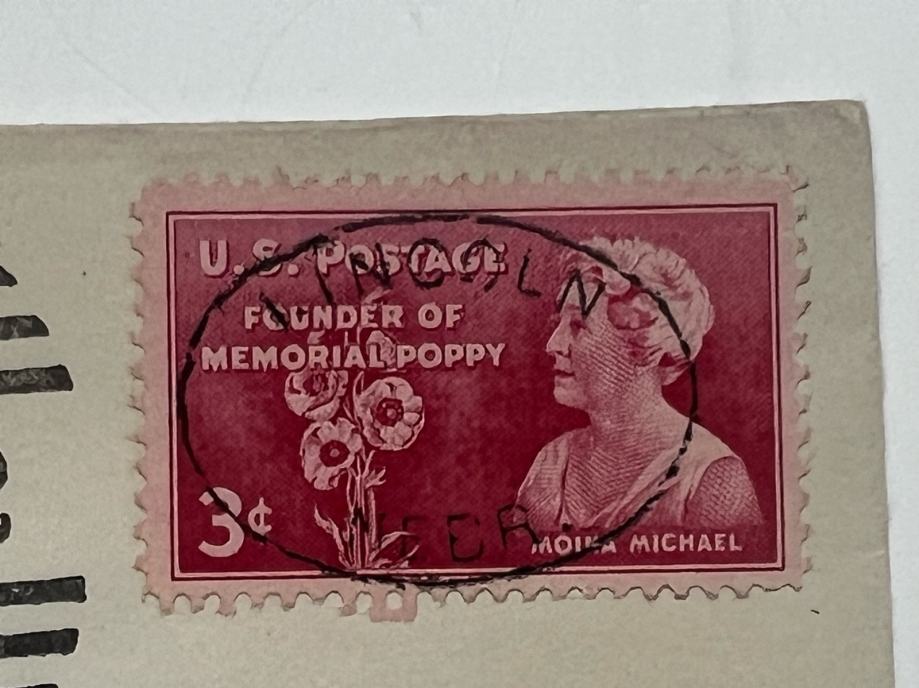 U.S. POSTAGE
FOUNDER OF
MEMORIAL POPPY
3¢
MOINA MICHAEL
LINCOLN
NEBR.